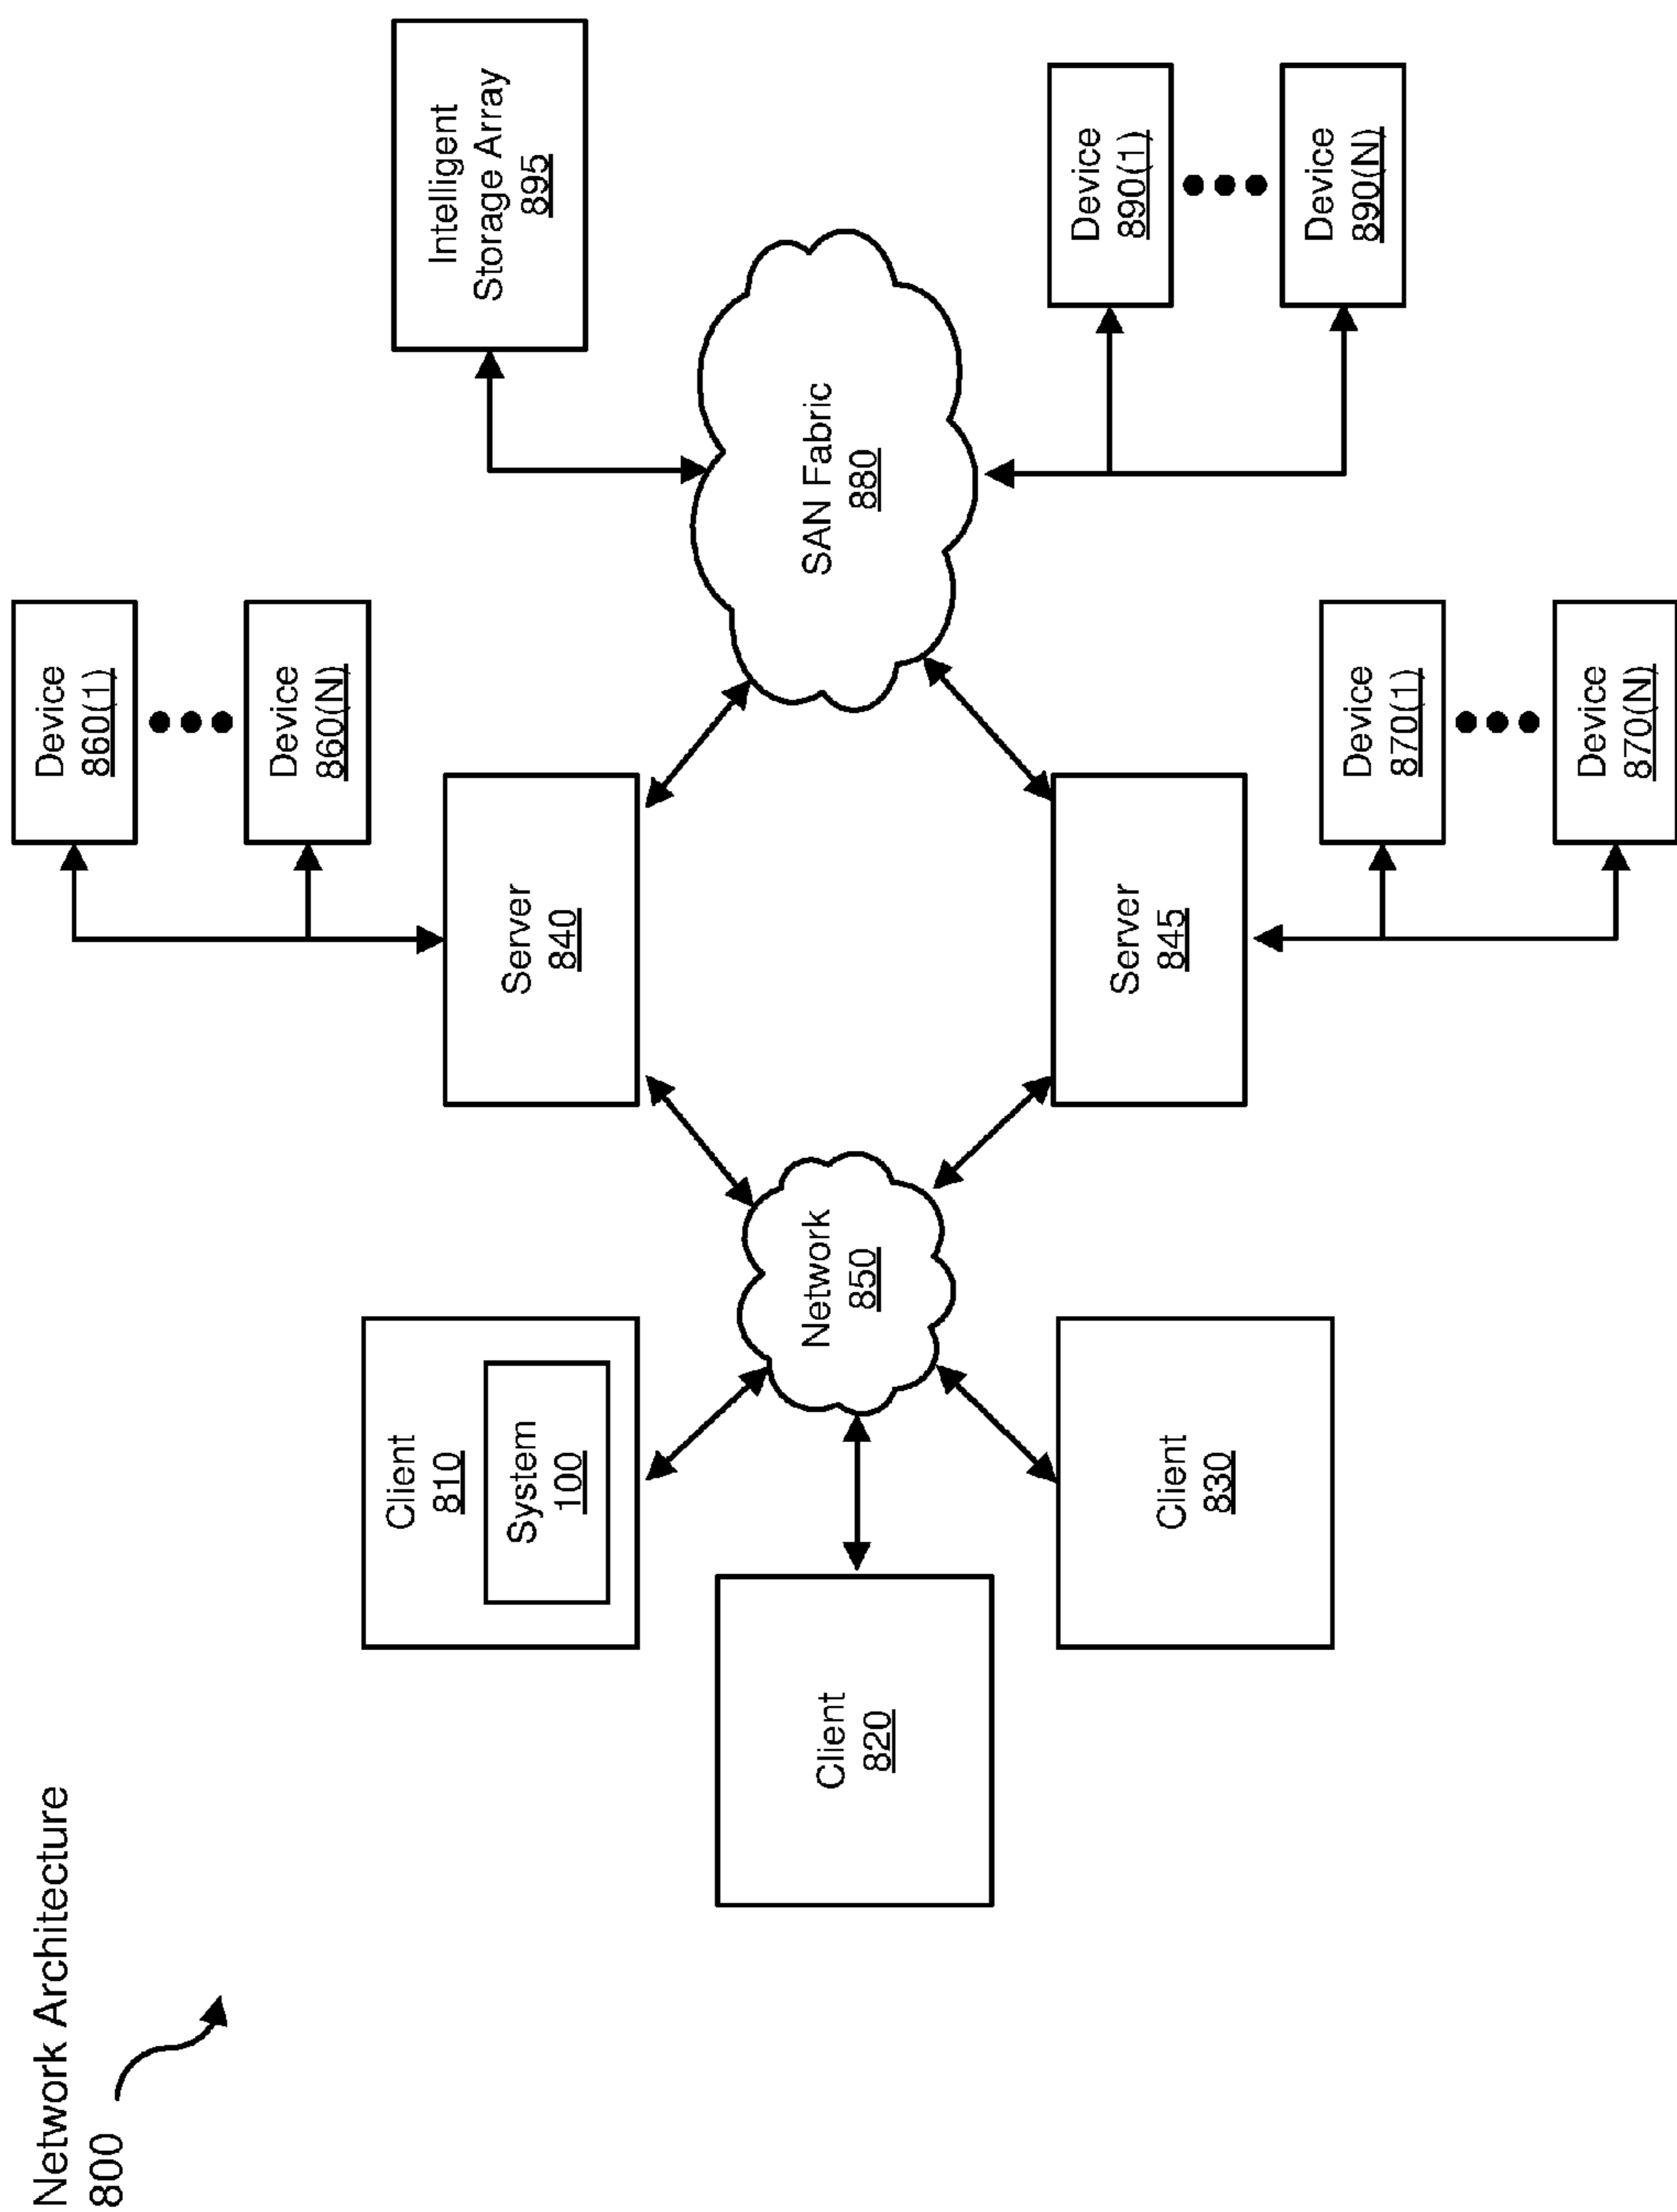 Network Architecture
800
Device
860(1)
Device
860(N)
Intelligent
Storage Array
895
Client
810
System
100
Server
840
Client
820
Network
850
SAN Fabric
880
Client
830
Server
845
Device
890(1)
Device
890(N)
Device
870(1)
Device
870(N)